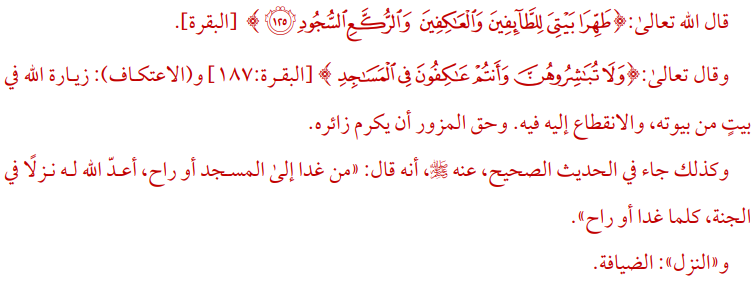 قال الله تعالىٰ: ﴿طَهِّرَا بَيْتِىَ لِلطَّآئِفِينَ وَٱلْعَٰكِفِينَ وَٱلرُّكَّعِ ٱلسُّجُودِ ١٢٥﴾ [البقرة].
وقال تعالىٰ: ﴿وَلَا تُبَٰشِرُوهُنَّ وَأَنتُمْ عَٰكِفُونَ فِى ٱلْمَسَٰجِدِ﴾ [البقرة: ١٨٧] و(الاعتكاف): زيارة الله في
بيتٍ من بيوته، والانقطاع إليه فيه. وحق المزور أن يكرم زائره.
وكذلك جاء في الحديث الصحيح، عنه ﷺ، أنه قال: «من غدا إلىٰ المسجد أو راح، أعدّ الله له نزلًا في
الجنة، كلما غدا أو راح».
و«النزل»: الضيافة.